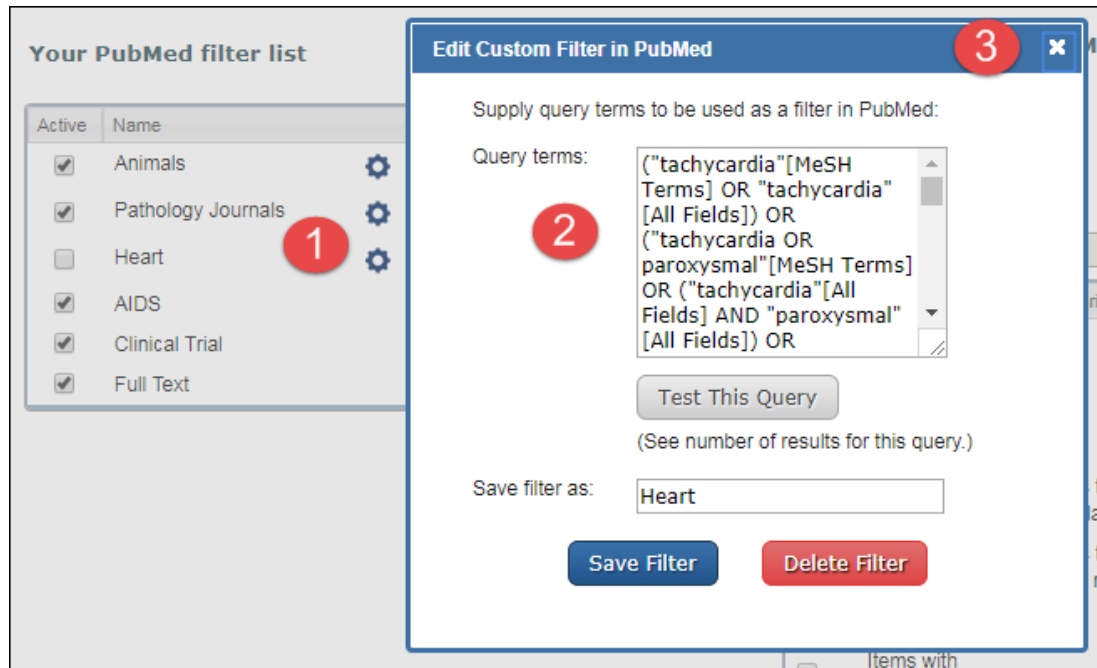 Your PubMed filter list
Active Name
Animals
Pathology Journals
1
Heart
AIDS
Clinical Trial
Full Text
Edit Custom Filter in PubMed
3
Supply query terms to be used as a filter in PubMed:
Query terms:
2
("tachycardia"[MeSH
Terms] OR "tachycardia"
[All Fields]) OR
("tachycardia OR
paroxysmal"[MeSH Terms]
OR ("tachycardia"[All
Fields] AND "paroxysmal"
[All Fields]) OR
Test This Query
(See number of results for this query.)
Save filter as:
Heart
Save Filter Delete Filter
Items with